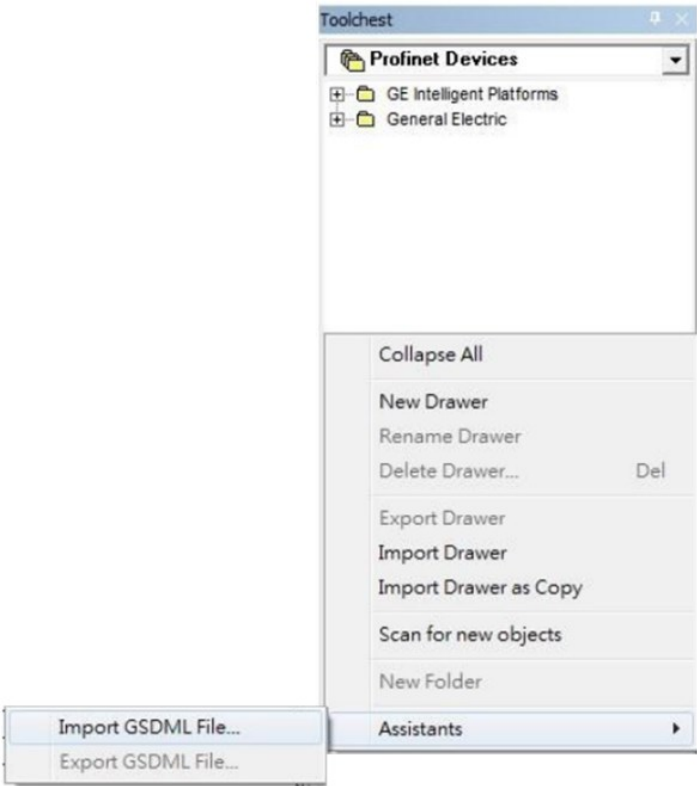 Toolchest
Profinet Devices
GE Intelligent Platforms
General Electric
Collapse All
New Drawer
Rename Drawer
Delete Drawer... Del
Export Drawer
Import Drawer
Import Drawer as Copy
Scan for new objects
New Folder
Assistants
Import GSDML File...
Export GSDML File...